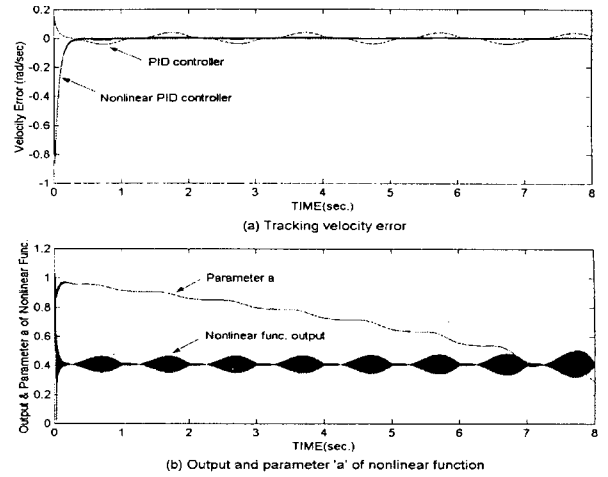 0.2
0
-0.2
-0.4
-0.6
-0.8
-1
Velocity Error (rad/sec)
PID controller
Nonlinear PID controller
0 1 2 3 4 5 6 7 8
TIME(sec.)
(a) Tracking velocity error
1.2
1
0.8
0.6
0.4
0.2
0
Output & Parameter a of Nonlinear Func.
Parameter a
Nonlinear func. output
0 1 2 3 4 5 6 7 8
TIME(sec.)
(b) Output and parameter 'a' of nonlinear function